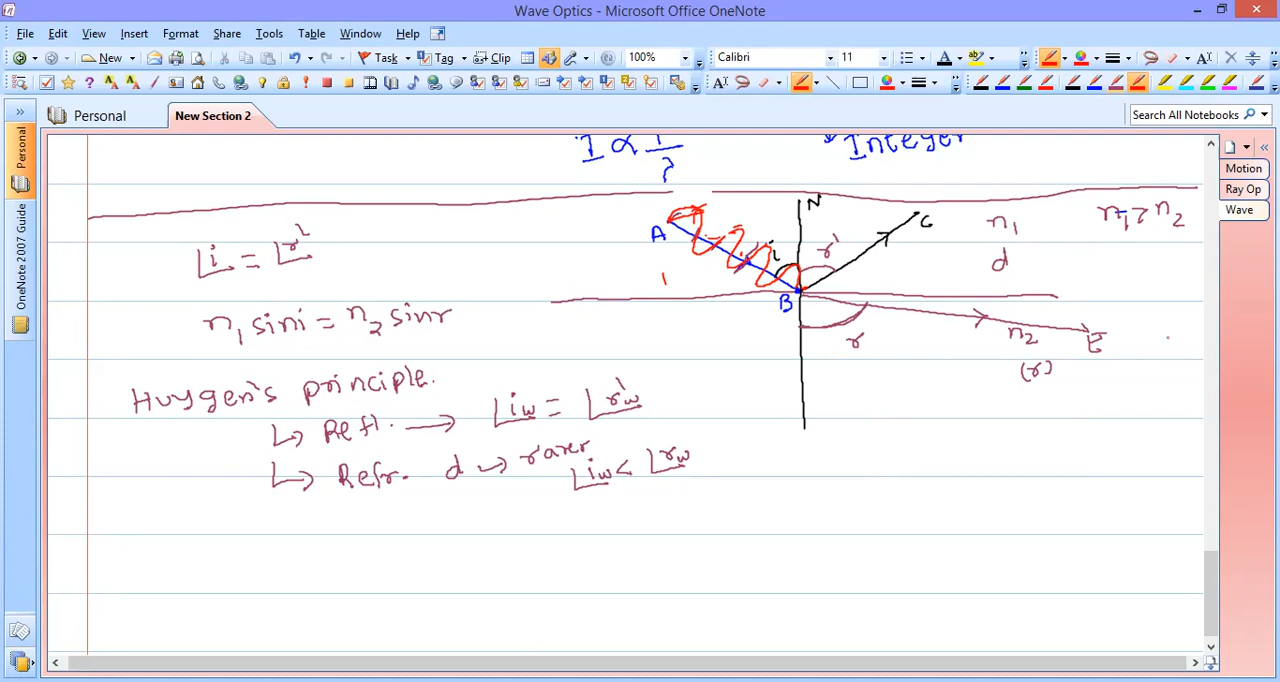 Wave Optics - Microsoft Office OneNote
File Edit View Insert Format Share Tools Table Window Help
New Task Tag Clip 100% Calibri 11
Personal New Section 2 Search All Notebooks
Personal
OneNote 2007 Guide
Motion
Ray Op
Wave
I ∝ 1/ Integer
N
A i r' C n₁ n₁ > n₂
∠i = ∠r' d
B
n₁ sini = n₂ sinr
r n₂ E
(r)
Huygen's principle.
↳ Refl. → ∠iw = ∠r'w
↳ Refr. d → rarer
∠iw < ∠rw